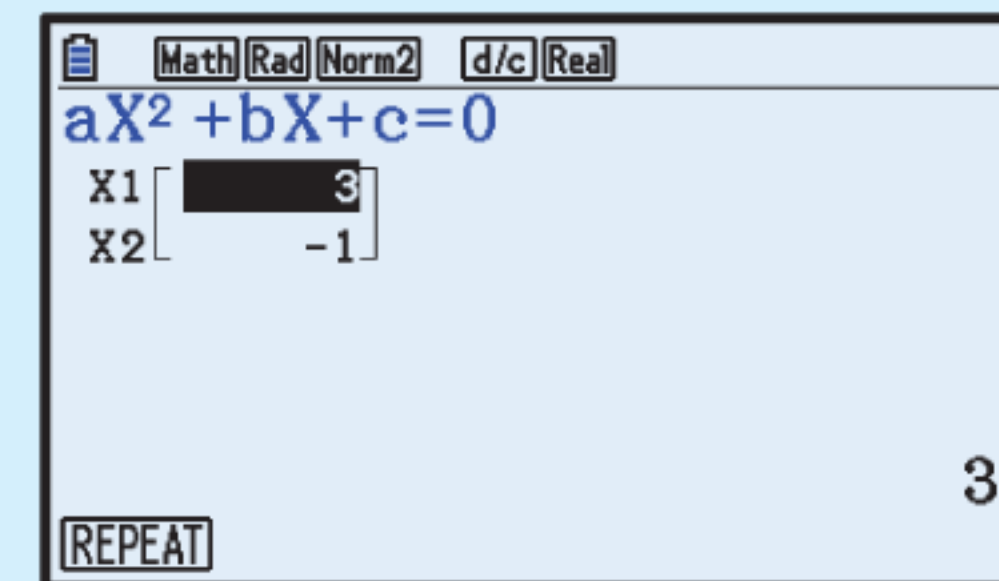 Math Rad Norm2 d/c Real
aX² +bX+c=0
X1 3
X2 -1
3
REPEAT